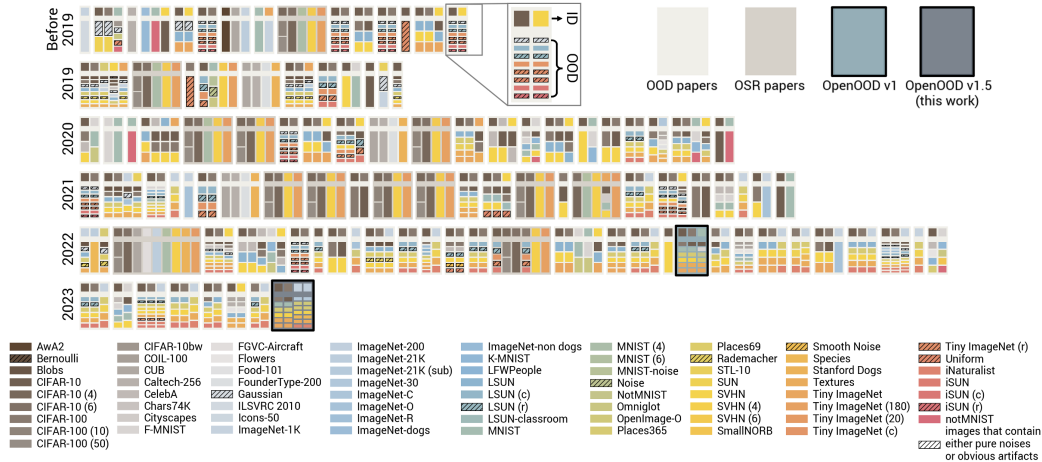 Before
2019
2019
2020
2021
2022
2023
ID
OOD
OOD papers
OSR papers
OpenOOD v1
OpenOOD v1.5
(this work)
AwA2
Bernoulli
Blobs
CIFAR-10
CIFAR-10 (4)
CIFAR-10 (6)
CIFAR-100
CIFAR-100 (10)
CIFAR-100 (50)
CIFAR-10bw
COIL-100
CUB
Caltech-256
CelebA
Chars74K
Cityscapes
F-MNIST
FGVC-Aircraft
Flowers
Food-101
FounderType-200
Gaussian
ILSVRC 2010
Icons-50
ImageNet-1K
ImageNet-200
ImageNet-21K
ImageNet-21K (sub)
ImageNet-30
ImageNet-C
ImageNet-O
ImageNet-R
ImageNet-dogs
ImageNet-non dogs
K-MNIST
LFWPeople
LSUN
LSUN (c)
LSUN (r)
LSUN-classroom
MNIST
MNIST (4)
MNIST (6)
MNIST-noise
Noise
NotMNIST
Omniglot
OpenImage-O
Places365
Places69
Rademacher
STL-10
SUN
SVHN
SVHN (4)
SVHN (6)
SmallNORB
Smooth Noise
Species
Stanford Dogs
Textures
Tiny ImageNet
Tiny ImageNet (180)
Tiny ImageNet (20)
Tiny ImageNet (c)
Tiny ImageNet (r)
Uniform
iNaturalist
iSUN
iSUN (c)
iSUN (r)
notMNIST
images that contain
either pure noises
or obvious artifacts